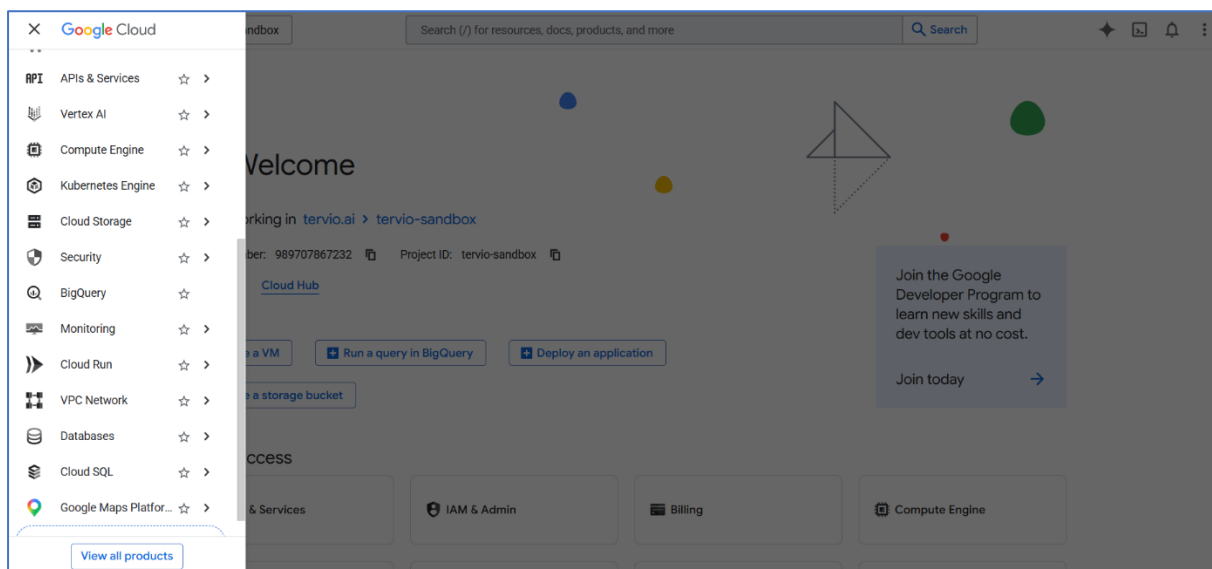 Google Cloud
API APIs & Services
Vertex AI
Compute Engine
Kubernetes Engine
Cloud Storage
Security
BigQuery
Monitoring
Cloud Run
VPC Network
Databases
Cloud SQL
Google Maps Platfor...
View all products
ndbox
Search (/) for resources, docs, products, and more
Search
Welcome
orking in tervio.ai > tervio-sandbox
ber: 989707867232 Project ID: tervio-sandbox
Cloud Hub
e a VM
Run a query in BigQuery
Deploy an application
e a storage bucket
Join the Google
Developer Program to
learn new skills and
dev tools at no cost.
Join today
ccess
& Services
IAM & Admin
Billing
Compute Engine